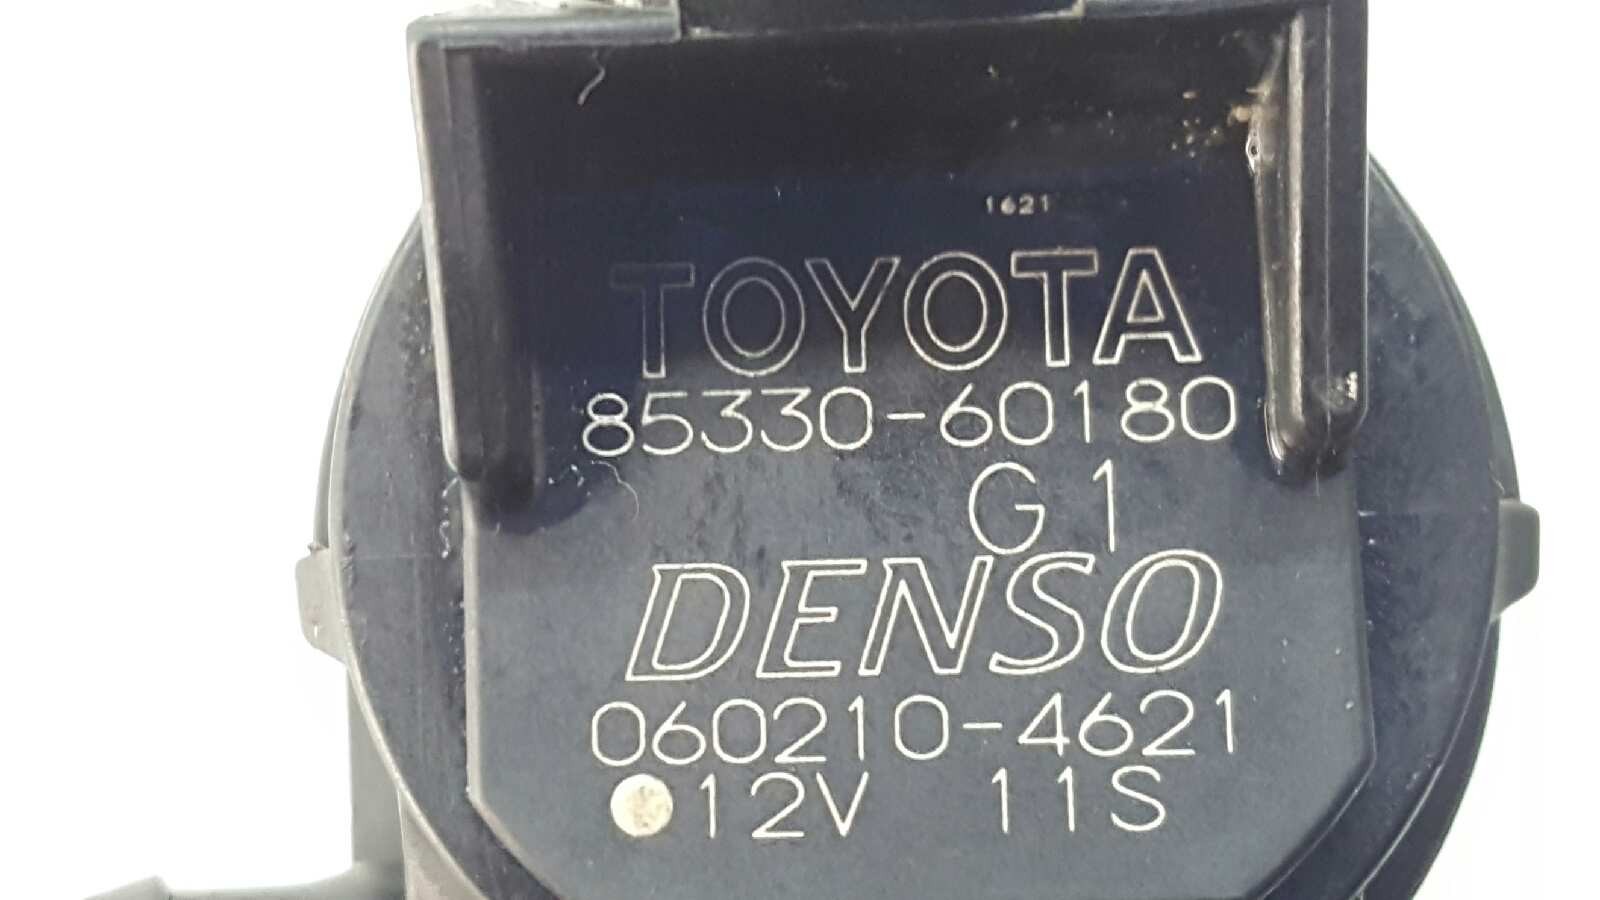 1621
TOYOTA
85330-60180
G1
DENSO
060210-4621
12V 11S